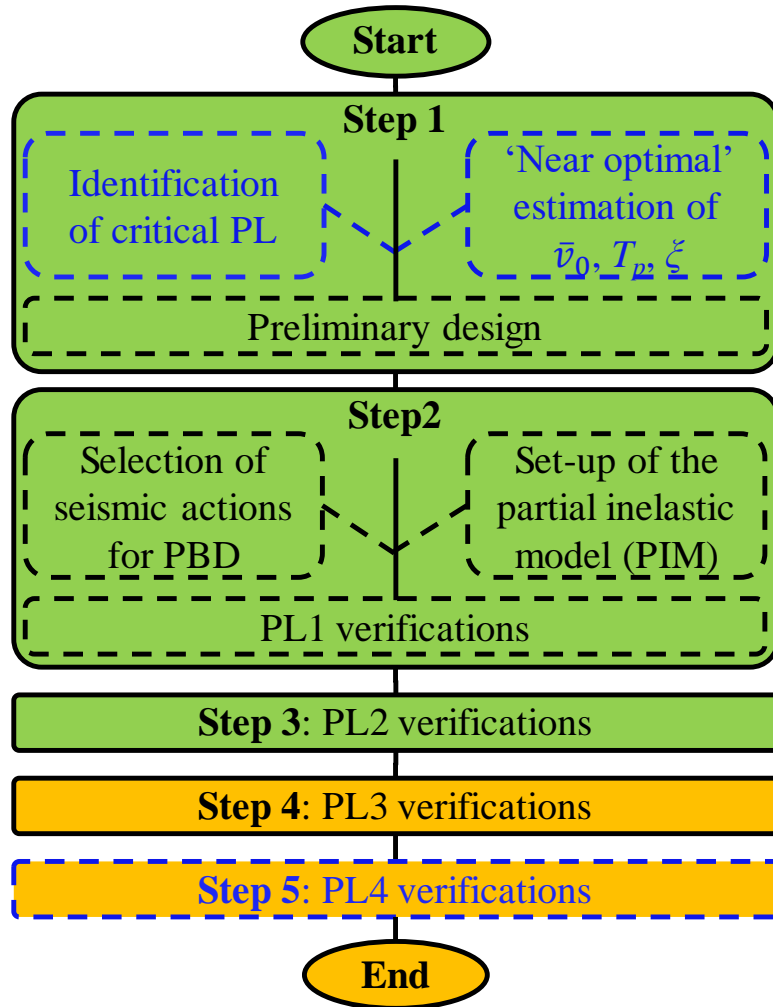 Start
Step 1
Identification
of critical PL
‘Near optimal’
estimation of
v̄₀, Tₚ, ξ
Preliminary design
Step2
Selection of
seismic actions
for PBD
Set-up of the
partial inelastic
model (PIM)
PL1 verifications
Step 3: PL2 verifications
Step 4: PL3 verifications
Step 5: PL4 verifications
End